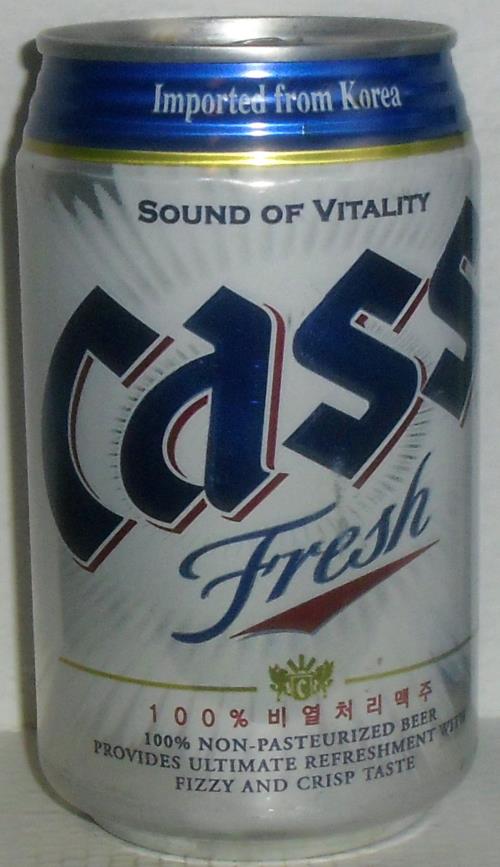 Imported from Korea
SOUND OF VITALITY
Cass
Fresh
100% 비열처리맥주
100% NON-PASTEURIZED BEER
PROVIDES ULTIMATE REFRESHMENT WITH
FIZZY AND CRISP TASTE